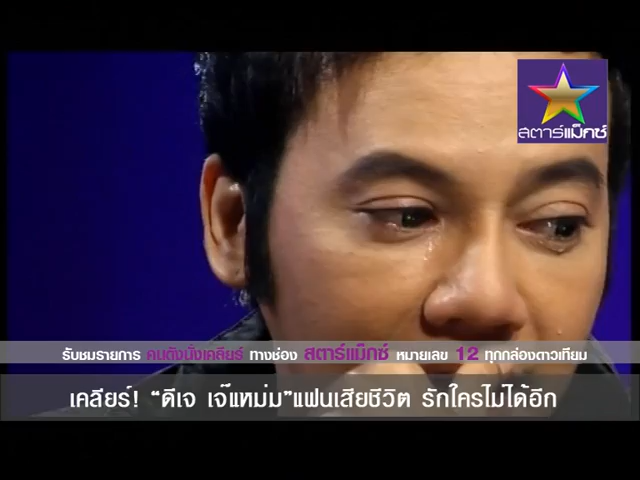 สตาร์แม็กซ์
รับชมรายการ คนดังนั่งเคลียร์ ทางช่อง สตาร์แม็กซ์ หมายเลข 12 ทุกกล่องดาวเทียม
เคลียร์! “ดีเจ เจ๊แหม่ม”แฟนเสียชีวิต รักใครไม่ได้อีก